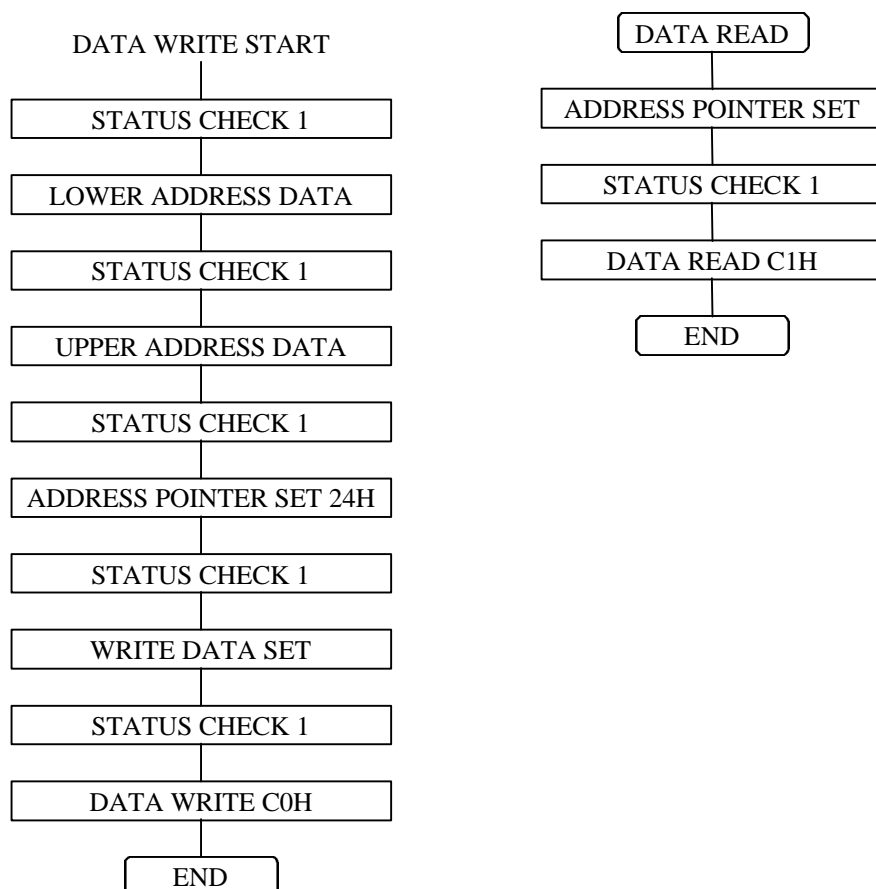 DATA WRITE START
STATUS CHECK 1
LOWER ADDRESS DATA
STATUS CHECK 1
UPPER ADDRESS DATA
STATUS CHECK 1
ADDRESS POINTER SET 24H
STATUS CHECK 1
WRITE DATA SET
STATUS CHECK 1
DATA WRITE C0H
END
DATA READ
ADDRESS POINTER SET
STATUS CHECK 1
DATA READ C1H
END